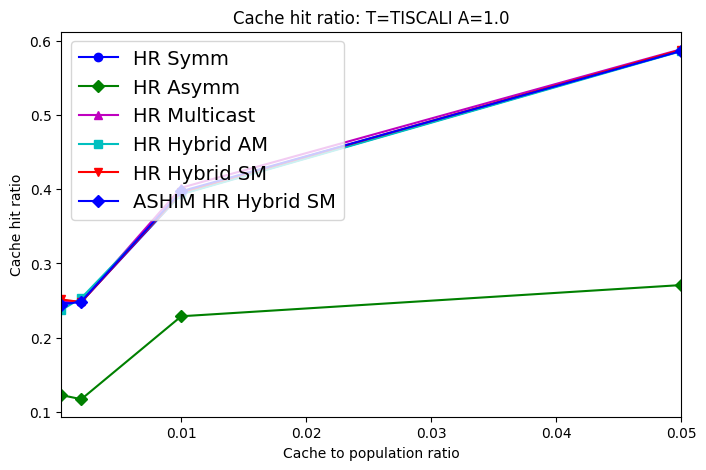 Cache hit ratio: T=TISCALI A=1.0
HR Symm
HR Asymm
HR Multicast
HR Hybrid AM
HR Hybrid SM
ASHIM HR Hybrid SM
Cache hit ratio
0.6
0.5
0.4
0.3
0.2
0.1
0.01
0.02
0.03
0.04
0.05
Cache to population ratio